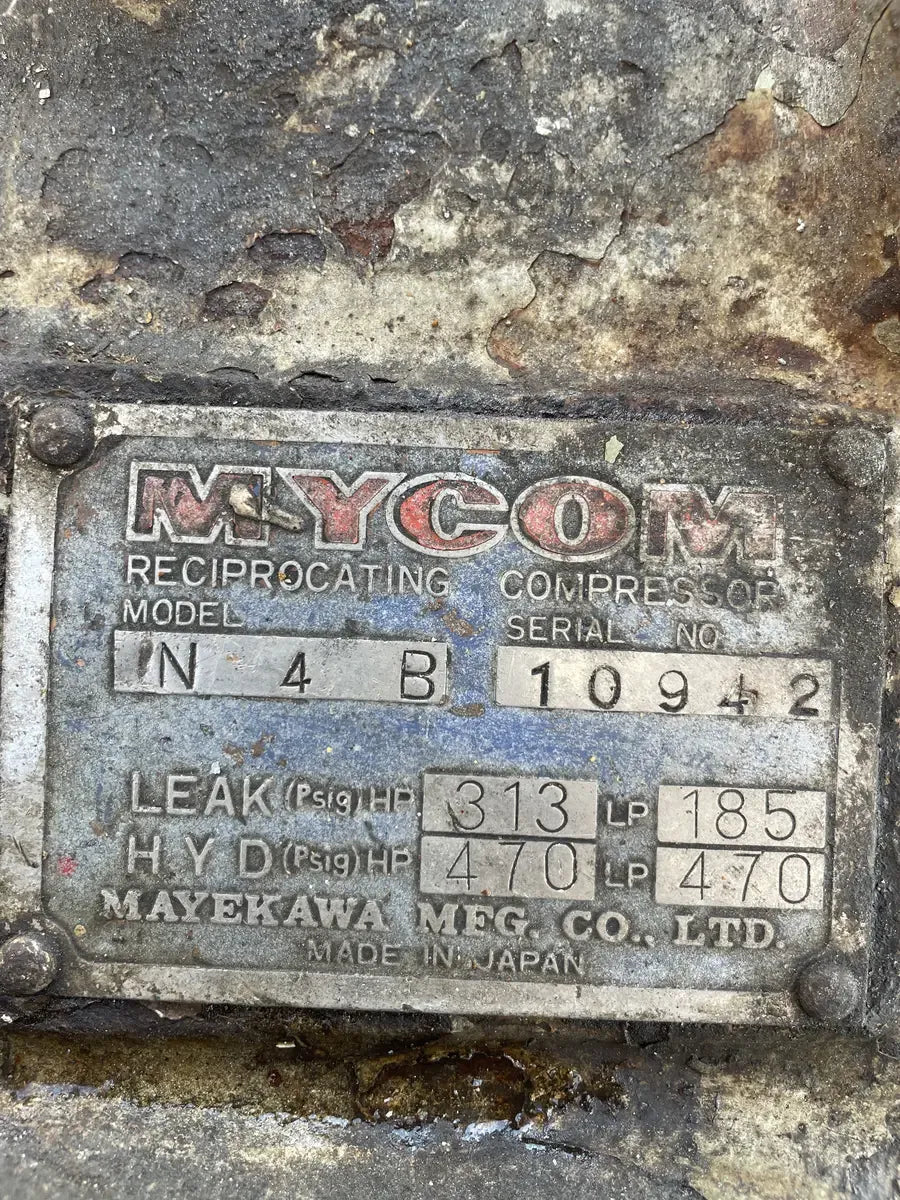 MYCOM
RECIPROCATING COMPRESSOR
MODEL SERIAL NO
N 4 B 10942
LEAK (Psig) HP 313 LP 185
HYD (Psig) HP 470 LP 470
MAYEKAWA MFG. CO., LTD.
MADE IN JAPAN